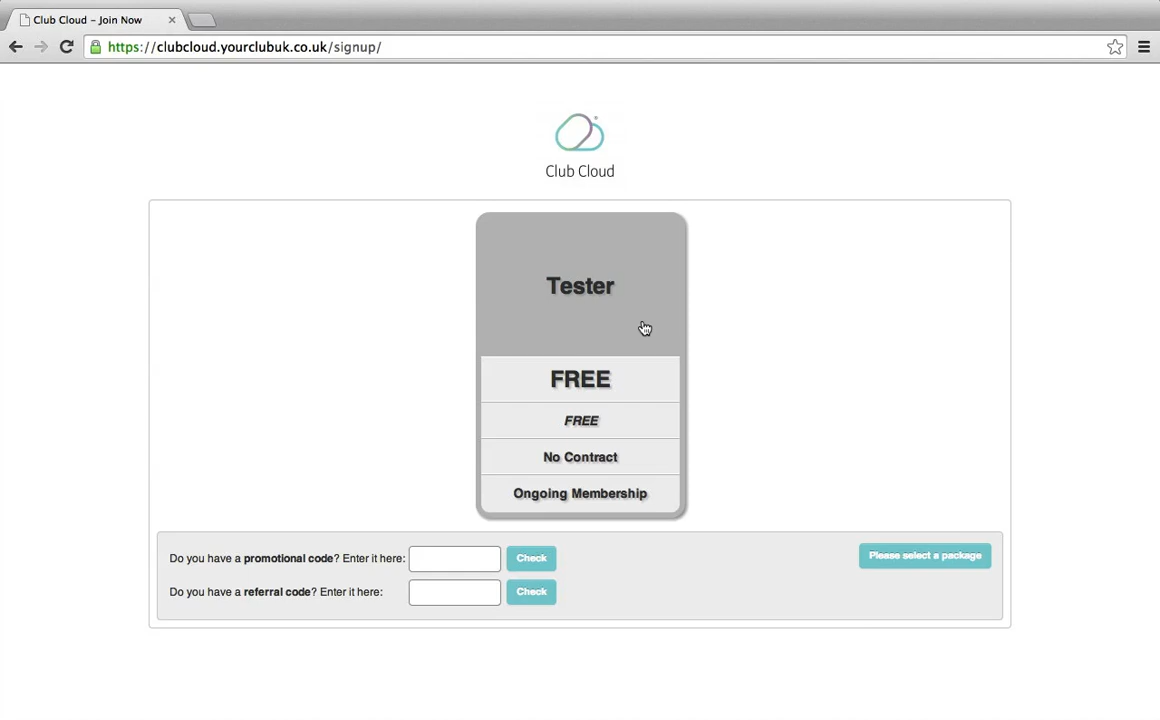 Club Cloud – Join Now
https://clubcloud.yourclubuk.co.uk/signup/
Club Cloud
Tester
FREE
FREE
No Contract
Ongoing Membership
Do you have a promotional code? Enter it here:
Check
Please select a package
Do you have a referral code? Enter it here:
Check